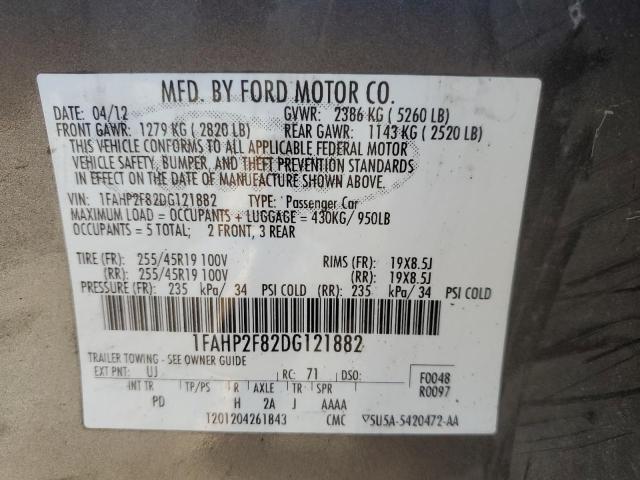 MFD. BY FORD MOTOR CO.
DATE: 04/12 GVWR: 2386 KG ( 5260 LB)
FRONT GAWR: 1279 KG ( 2820 LB) REAR GAWR: 1143 KG ( 2520 LB)
THIS VEHICLE CONFORMS TO ALL APPLICABLE FEDERAL MOTOR
VEHICLE SAFETY, BUMPER, AND THEFT PREVENTION STANDARDS
IN EFFECT ON THE DATE OF MANUFACTURE SHOWN ABOVE.
VIN: 1FAHP2F82DG121882 TYPE: Passenger Car
MAXIMUM LOAD = OCCUPANTS + LUGGAGE = 430KG/ 950LB
OCCUPANTS = 5 TOTAL; 2 FRONT, 3 REAR
TIRE (FR): 255/45R19 100V RIMS (FR): 19X8.5J
(RR): 255/45R19 100V (RR): 19X8.5J
PRESSURE (FR): 235 kPa/ 34 PSI COLD (RR): 235 kPa/ 34 PSI COLD
1FAHP2F82DG121882
TRAILER TOWING - SEE OWNER GUIDE
EXT PNT: UJ RC: 71 DSO: F0048
INT TR TP/PS R AXLE TR SPR R0097
PD H 2A J AAAA
1201204261843 CMC 5U5A-5420472-AA